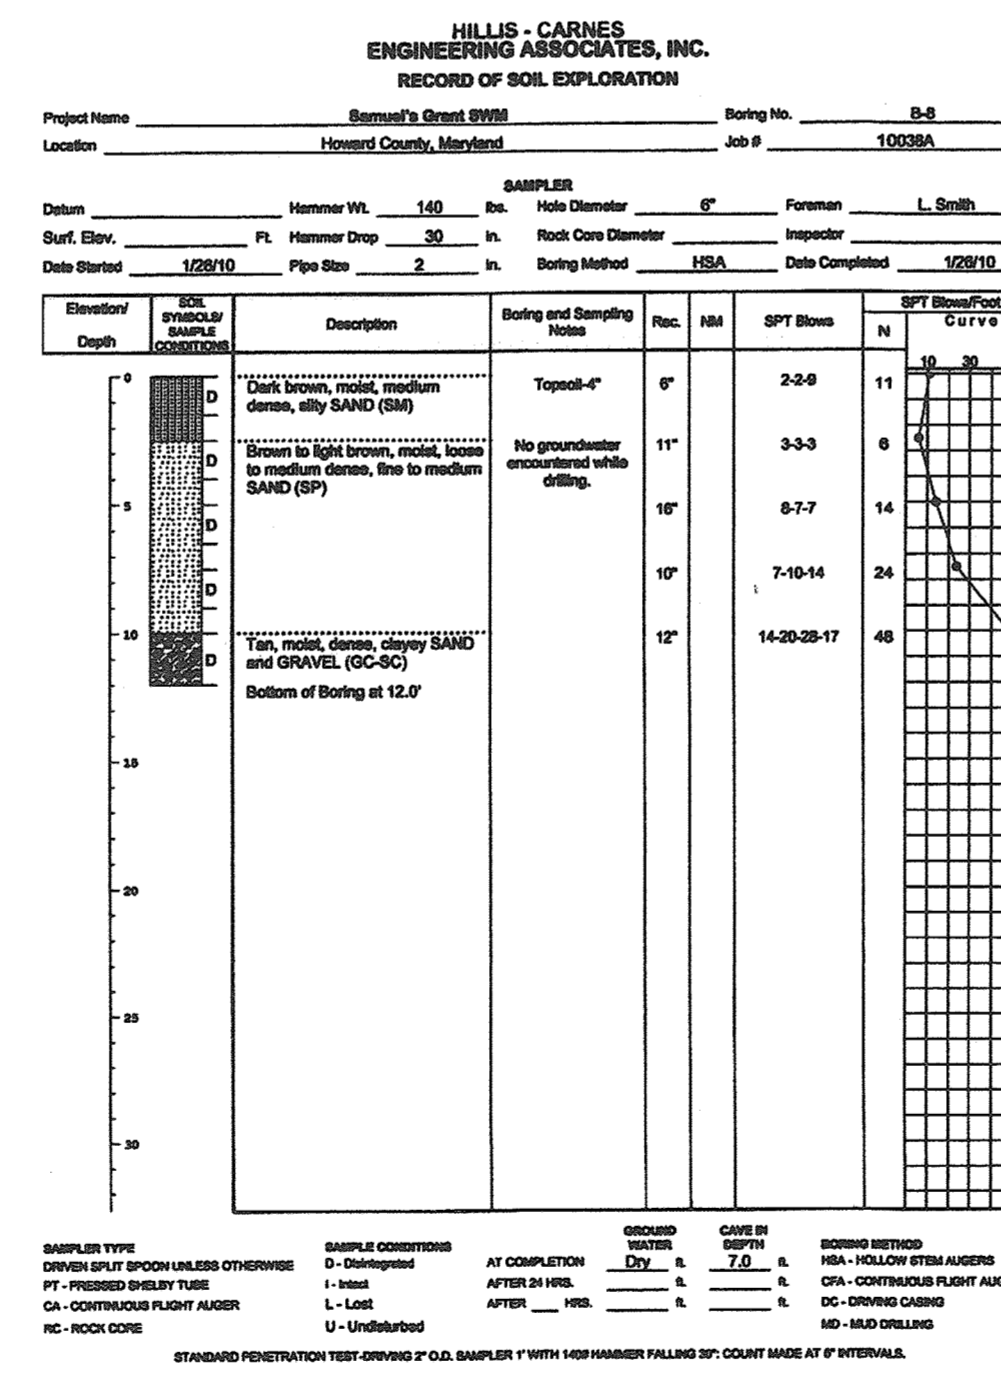 HILLIS - CARNES
ENGINEERING ASSOCIATES, INC.
RECORD OF SOIL EXPLORATION
Project Name Samuel's Grant SWM Boring No. B-8
Location Howard County, Maryland Job # 10038A
SAMPLER
Datum Hammer Wt. 140 lbs. Hole Diameter 6" Foreman L. Smith
Surf. Elev. Ft. Hammer Drop 30 in. Rock Core Diameter Inspector
Date Started 1/26/10 Pipe Size 2 in. Boring Method HSA Date Completed 1/26/10
Elevation/ Depth SOIL SYMBOLS/ SAMPLE CONDITIONS Description Boring and Sampling Notes Rec. NM SPT Blows N SPT Blows/Foot Curve
10 30
0 D Dark brown, moist, medium Topsoil-4" 6" 2-2-9 11
dense, silty SAND (SM)
D Brown to light brown, moist, loose No groundwater 11" 3-3-3 6
to medium dense, fine to medium encountered while
SAND (SP) drilling.
5 D 16" 8-7-7 14
D 10" 7-10-14 24
10 D Tan, moist, dense, clayey SAND 12" 14-20-28-17 48
and GRAVEL (GC-SC)
Bottom of Boring at 12.0'
15
20
25
30
SAMPLER TYPE SAMPLE CONDITIONS GROUND WATER CAVE IN DEPTH BORING METHOD
DRIVEN SPLIT SPOON UNLESS OTHERWISE D - Disintegrated AT COMPLETION Dry ft. 7.0 ft. HSA - HOLLOW STEM AUGERS
PT - PRESSED SHELBY TUBE I - Intact AFTER 24 HRS. ft. ft. CFA - CONTINUOUS FLIGHT AUG
CA - CONTINUOUS FLIGHT AUGER L - Lost AFTER ___ HRS. ft. ft. DC - DRIVING CASING
RC - ROCK CORE U - Undisturbed MD - MUD DRILLING
STANDARD PENETRATION TEST-DRIVING 2" O.D. SAMPLER 1' WITH 140# HAMMER FALLING 30": COUNT MADE AT 6" INTERVALS.